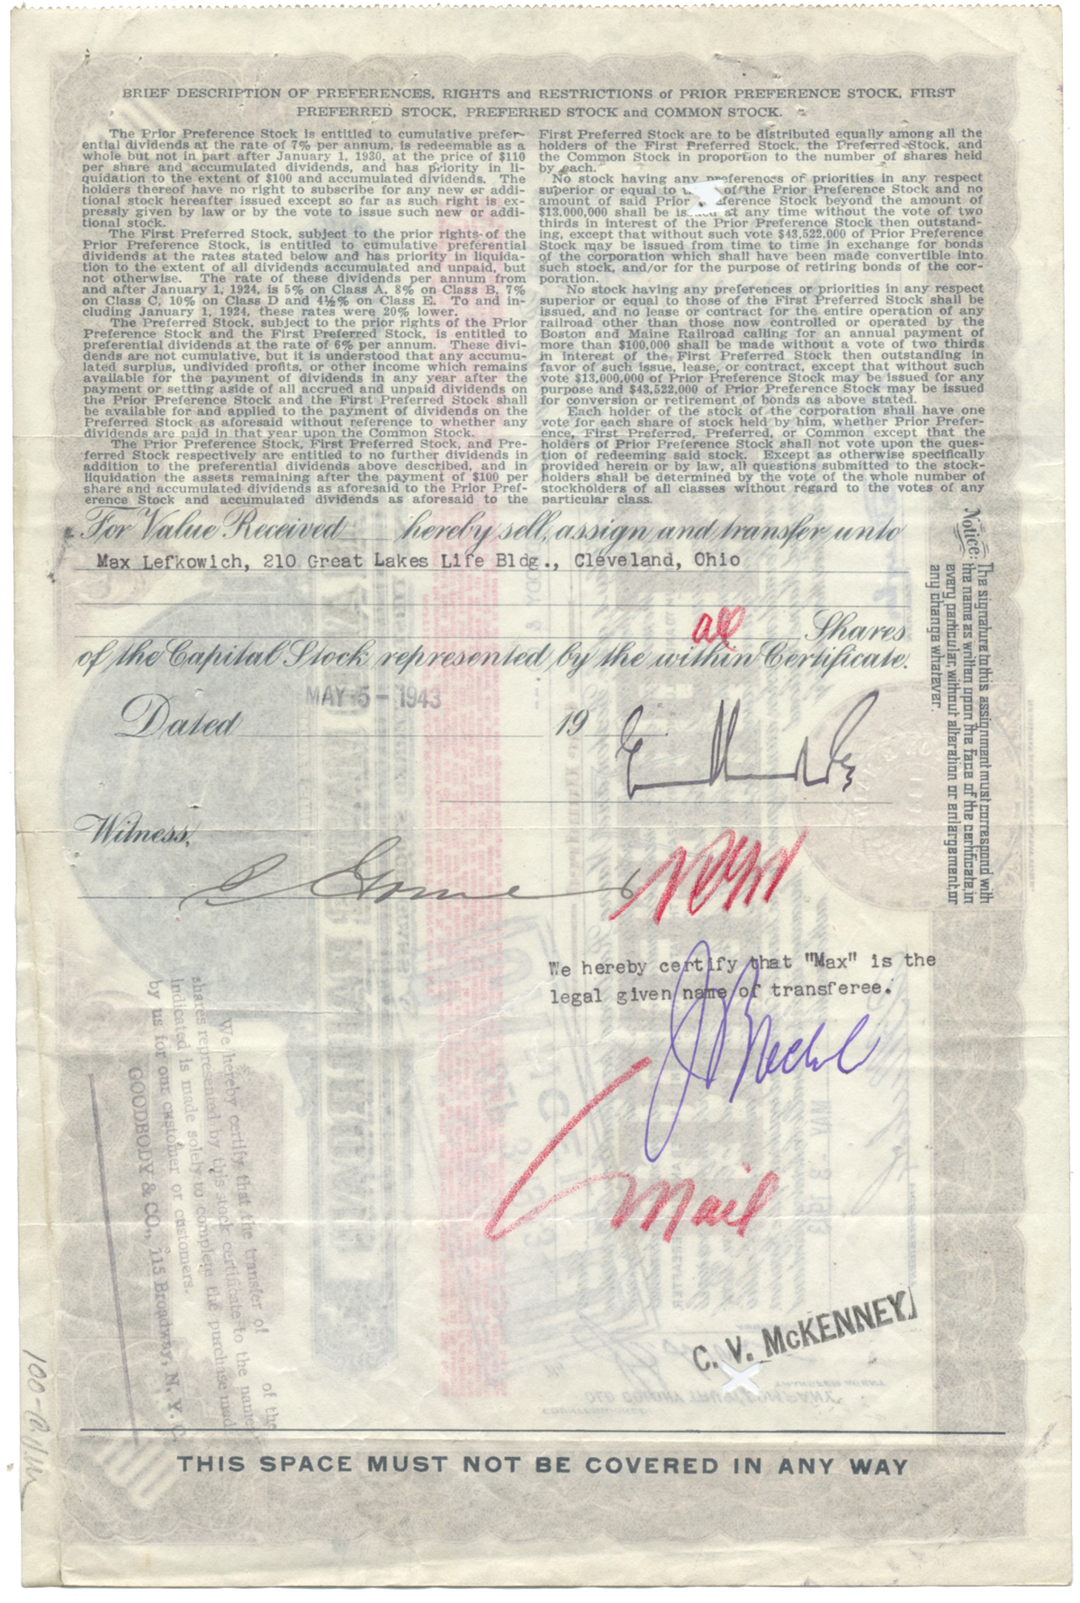 BRIEF DESCRIPTION OF PREFERENCES, RIGHTS and RESTRICTIONS of PRIOR PREFERENCE STOCK, FIRST
PREFERRED STOCK, PREFERRED STOCK and COMMON STOCK.
The Prior Preference Stock is entitled to cumulative prefer-
ential dividends at the rate of 7% per annum, is redeemable as a
whole but not in part after January 1, 1930, at the price of $110
per share and accumulated dividends, and has priority in li-
quidation to the extent of $100 and accumulated dividends. The
holders thereof have no right to subscribe for any new or addi-
tional stock hereafter issued except so far as such right is ex-
pressly given by law or by the vote to issue such new or addi-
tional stock.
The First Preferred Stock, subject to the prior rights of the
Prior Preference Stock, is entitled to cumulative preferential
dividends at the rates stated below and has priority in liquida-
tion to the extent of all dividends accumulated and unpaid, but
not otherwise. The rate of these dividends per annum from
and after January 1, 1924, is 5% on Class A, 8% on Class B, 7%
on Class C, 10% on Class D and 4½% on Class E. To and in-
cluding January 1, 1924, these rates were 20% lower.
The Preferred Stock, subject to the prior rights of the Prior
Preference Stock and the First Preferred Stock, is entitled to
preferential dividends at the rate of 6% per annum. These divi-
dends are not cumulative, but it is understood that any accumu-
lated surplus, undivided profits, or other income which remains
available for the payment of dividends in any year after the
payment or setting aside of all accrued and unpaid dividends on
the Prior Preference Stock and the First Preferred Stock shall
be available for and applied to the payment of dividends on the
Preferred Stock as aforesaid without reference to whether any
dividends are paid in that year upon the Common Stock.
The Prior Preference Stock, First Preferred Stock, and Pre-
ferred Stock respectively are entitled to no further dividends in
addition to the preferential dividends above described, and in
liquidation the assets remaining after the payment of $100 per
share and accumulated dividends as aforesaid to the Prior Pref-
erence Stock and accumulated dividends as aforesaid to the
First Preferred Stock are to be distributed equally among all the
holders of the First Preferred Stock, the Preferred Stock, and
the Common Stock in proportion to the number of shares held
by each.
No stock having any preferences of priorities in any respect
superior or equal to of the Prior Preference Stock and no
amount of said Prior Preference Stock beyond the amount of
$13,000,000 shall be issued at any time without the vote of two
thirds in interest of the Prior Preference Stock then outstand-
ing, except that without such vote $43,522,000 of Prior Preference
Stock may be issued from time to time in exchange for bonds
of the corporation which shall have been made convertible into
such stock, and/or for the purpose of retiring bonds of the cor-
poration.
No stock having any preferences or priorities in any respect
superior or equal to those of the First Preferred Stock shall be
issued, and no lease or contract for the entire operation of any
railroad other than those now controlled or operated by the
Boston and Maine Railroad calling for an annual payment of
more than $100,000 shall be made without a vote of two thirds
in interest of the First Preferred Stock then outstanding in
favor of such issue, lease, or contract, except that without such
vote $13,000,000 of Prior Preference Stock may be issued for any
purpose and $43,522,000 of Prior Preference Stock may be issued
for conversion or retirement of bonds as above stated.
Each holder of the stock of the corporation shall have one
vote for each share of stock held by him, whether Prior Prefer-
ence, First Preferred, Preferred, or Common except that the
holders of Prior Preference Stock shall not vote upon the ques-
tion of redeeming said stock. Except as otherwise specifically
provided herein or by law, all questions submitted to the stock-
holders shall be determined by the vote of the whole number of
stockholders of all classes without regard to the votes of any
particular class.
For Value Received hereby sell, assign and transfer unto
Max Lefkowich, 210 Great Lakes Life Bldg., Cleveland, Ohio
all Shares
of the Capital Stock represented by the within Certificate.
MAY 5 - 1943
Dated 19
Witness,
Notice: The signature to this assignment must correspond with
the name as written upon the face of the certificate, in
every particular, without alteration or enlargement, or
any change whatever.
We hereby certify that "Max" is the
legal given name of transferee.
Mail
We hereby certify that the transfer of of the
shares represented by this stock certificate to the name
indicated is made solely to complete the purchase made
by us for our customer or customers.
GOODBODY & CO., 115 Broadway, N. Y. C.
C. V. McKENNEY
THIS SPACE MUST NOT BE COVERED IN ANY WAY